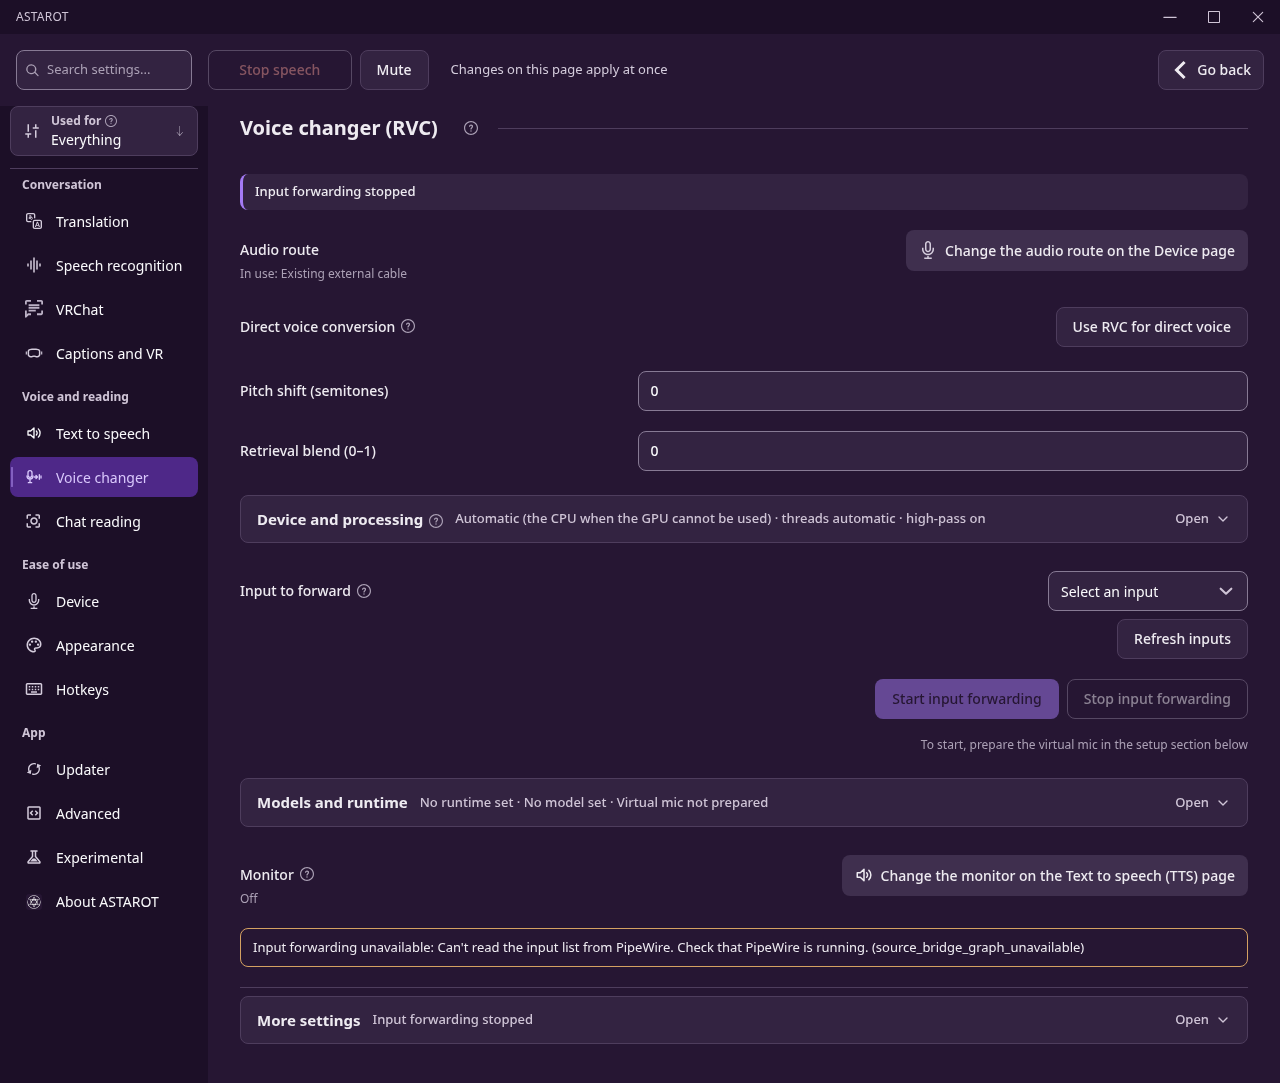 ASTAROT
Search settings...
Stop speech
Mute
Changes on this page apply at once
Go back
Used for
Everything
Conversation
Translation
Speech recognition
VRChat
Captions and VR
Voice and reading
Text to speech
Voice changer
Chat reading
Ease of use
Device
Appearance
Hotkeys
App
Updater
Advanced
Experimental
About ASTAROT
Voice changer (RVC)
Input forwarding stopped
Audio route
In use: Existing external cable
Change the audio route on the Device page
Direct voice conversion
Use RVC for direct voice
Pitch shift (semitones)
0
Retrieval blend (0–1)
0
Device and processing
Automatic (the CPU when the GPU cannot be used) · threads automatic · high-pass on
Open
Input to forward
Select an input
Refresh inputs
Start input forwarding
Stop input forwarding
To start, prepare the virtual mic in the setup section below
Models and runtime
No runtime set · No model set · Virtual mic not prepared
Open
Monitor
Off
Change the monitor on the Text to speech (TTS) page
Input forwarding unavailable: Can't read the input list from PipeWire. Check that PipeWire is running. (source_bridge_graph_unavailable)
More settings
Input forwarding stopped
Open